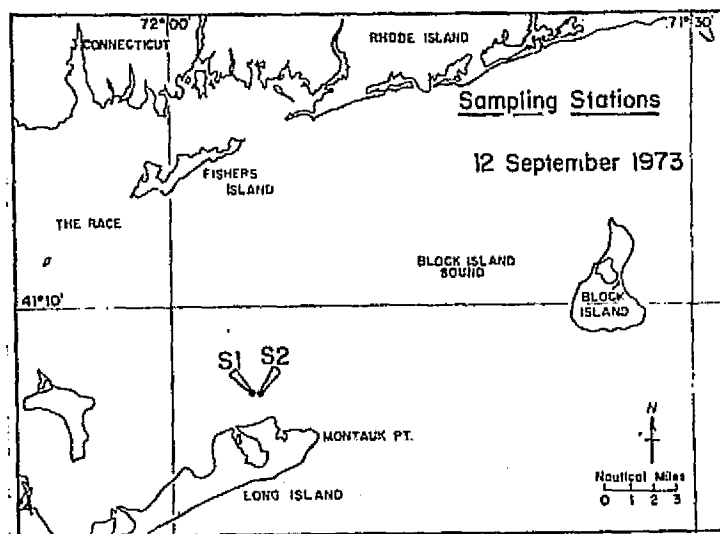 72° 00'
71° 30'
CONNECTICUT
RHODE ISLAND
Sampling Stations
12 September 1973
FISHERS
ISLAND
THE RACE
BLOCK ISLAND
SOUND
BLOCK
ISLAND
41° 10'
S1 S2
MONTAUK PT.
LONG ISLAND
N
Nautical Miles
0 1 2 3